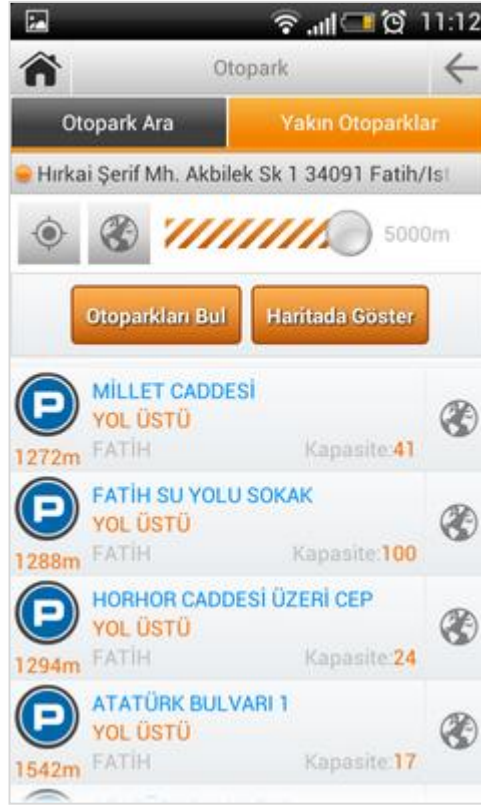 11:12
Otopark
Otopark Ara
Yakın Otoparklar
Hırkai Şerif Mh. Akbilek Sk 1 34091 Fatih/Ist
5000m
Otoparkları Bul
Haritada Göster
P
MİLLET CADDESİ
YOL ÜSTÜ
1272m FATİH Kapasite:41
P
FATİH SU YOLU SOKAK
YOL ÜSTÜ
1288m FATİH Kapasite:100
P
HORHOR CADDESİ ÜZERİ CEP
YOL ÜSTÜ
1294m FATİH Kapasite:24
P
ATATÜRK BULVARI 1
YOL ÜSTÜ
1542m FATİH Kapasite:17